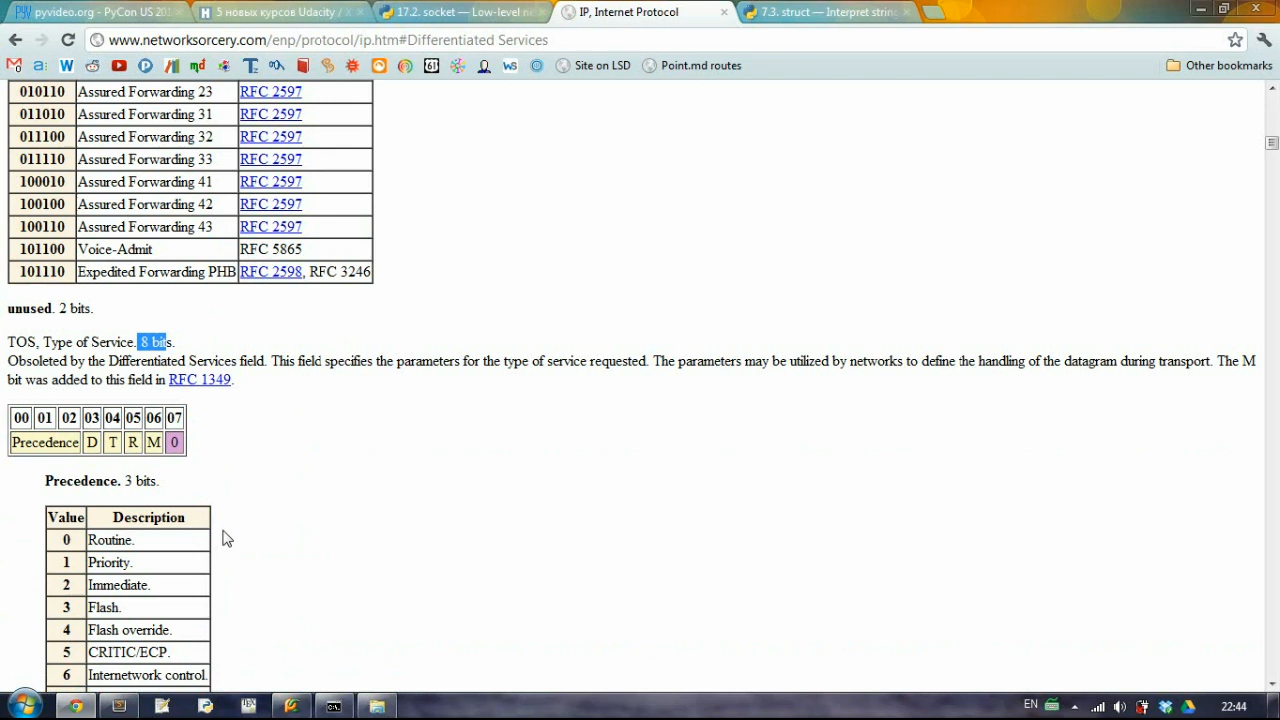 pyvideo.org - PyCon US 201
5 новых курсов Udacity /
17.2. socket — Low-level ne
IP, Internet Protocol
7.3. struct — Interpret string
www.networksorcery.com/enp/protocol/ip.htm#Differentiated Services
Site on LSD
Point.md routes
Other bookmarks
010110 Assured Forwarding 23 RFC 2597
011010 Assured Forwarding 31 RFC 2597
011100 Assured Forwarding 32 RFC 2597
011110 Assured Forwarding 33 RFC 2597
100010 Assured Forwarding 41 RFC 2597
100100 Assured Forwarding 42 RFC 2597
100110 Assured Forwarding 43 RFC 2597
101100 Voice-Admit RFC 5865
101110 Expedited Forwarding PHB RFC 2598, RFC 3246
unused. 2 bits.
TOS, Type of Service. 8 bits.
Obsoleted by the Differentiated Services field. This field specifies the parameters for the type of service requested. The parameters may be utilized by networks to define the handling of the datagram during transport. The M
bit was added to this field in RFC 1349.
00 01 02 03 04 05 06 07
Precedence D T R M 0
Precedence. 3 bits.
Value Description
0 Routine.
1 Priority.
2 Immediate.
3 Flash.
4 Flash override.
5 CRITIC/ECP.
6 Internetwork control.
EN 22:44